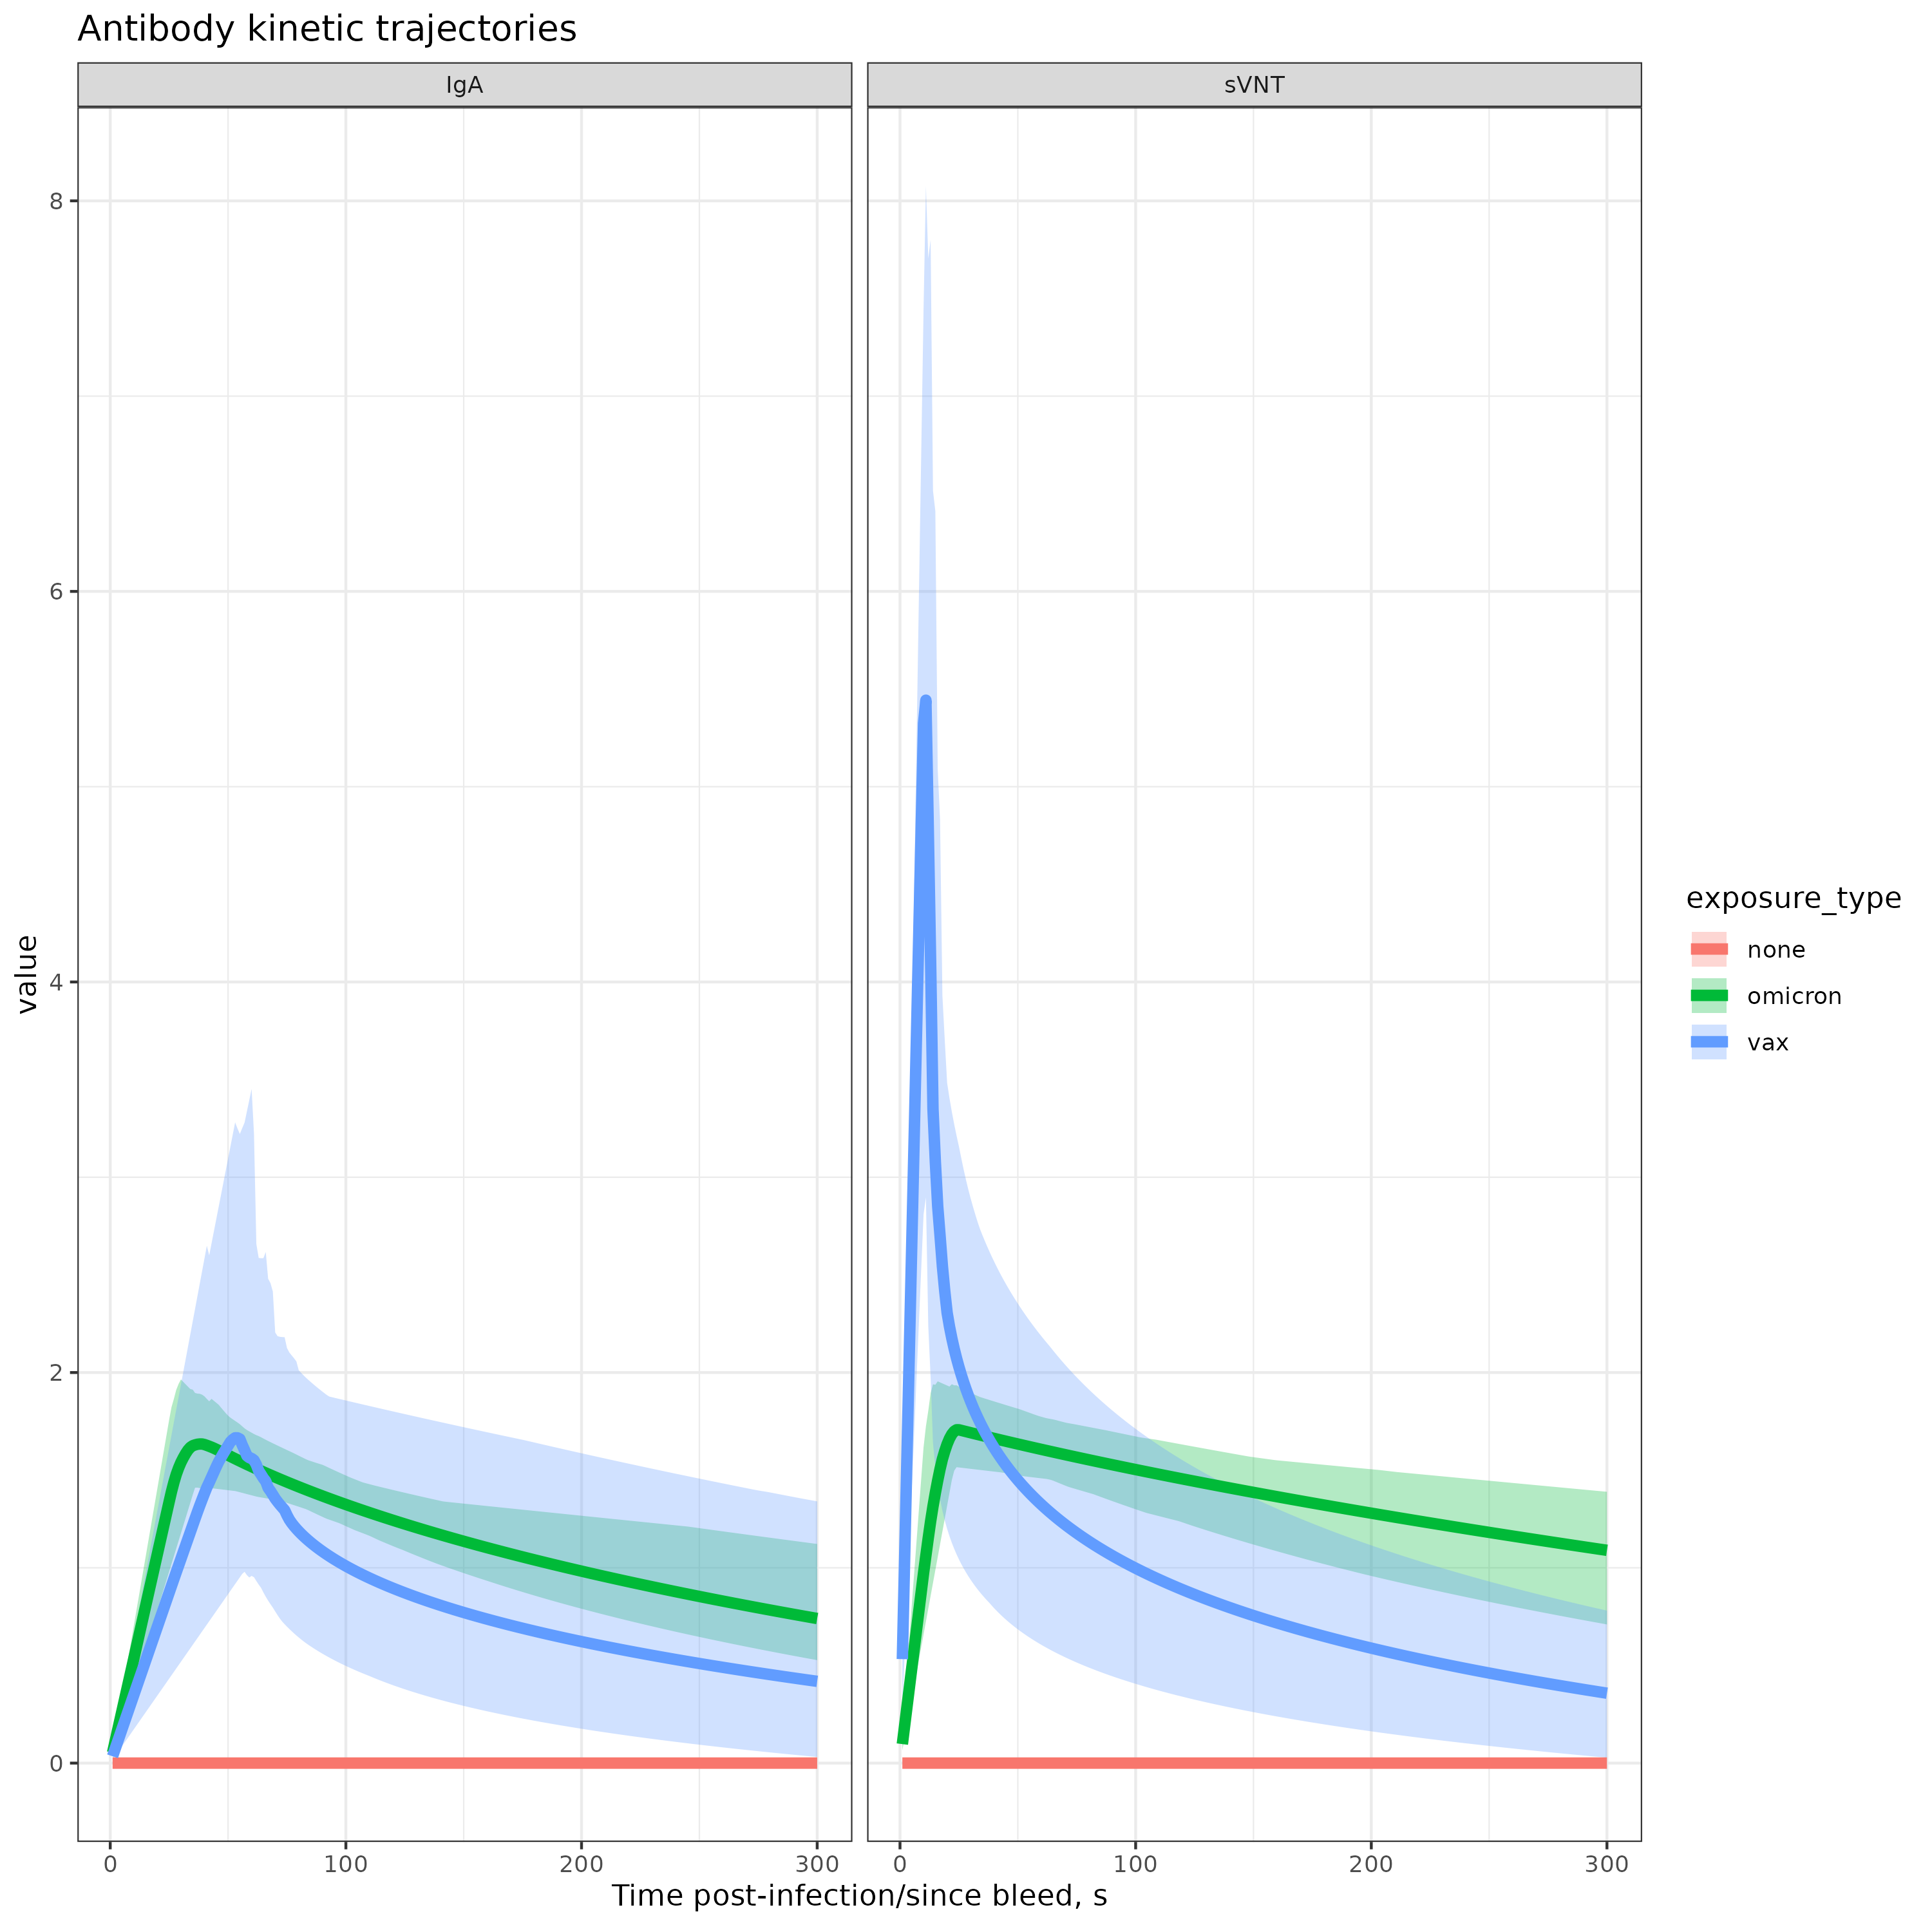 Antibody kinetic trajectories
IgA
sVNT
8
6
4
2
0
value
0 100 200 300
0 100 200 300
Time post-infection/since bleed, s
exposure_type
none
omicron
vax